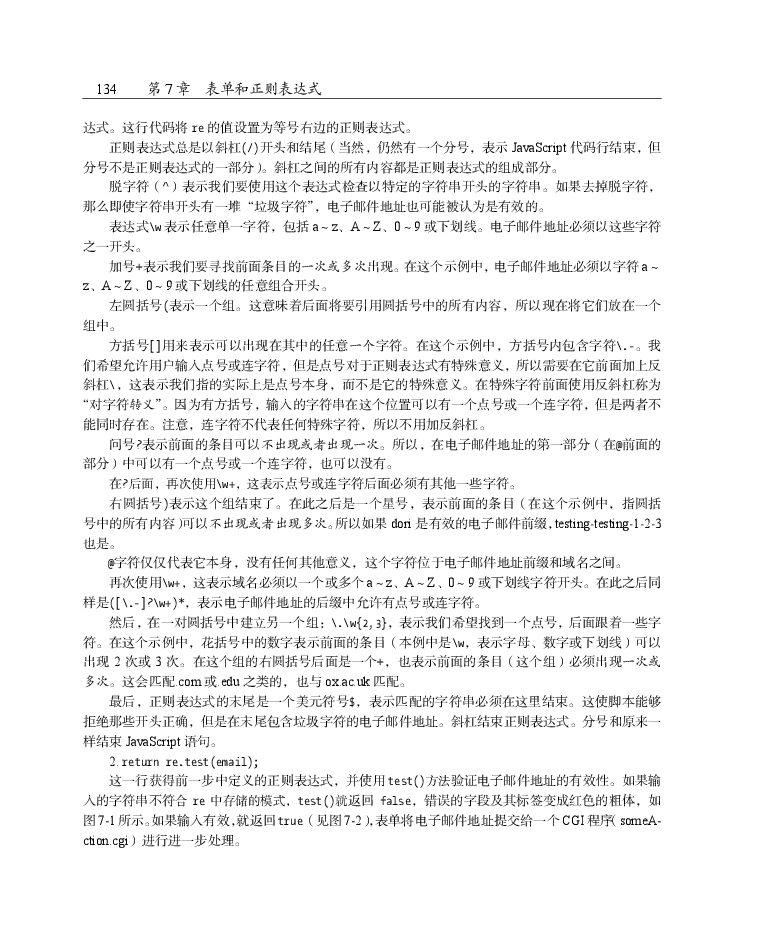 134 第 7 章 表单和正则表达式
达式。这行代码将 re 的值设置为等号右边的正则表达式。
正则表达式总是以斜杠(/)开头和结尾（当然，仍然有一个分号，表示 JavaScript 代码行结束，但
分号不是正则表达式的一部分）。斜杠之间的所有内容都是正则表达式的组成部分。
脱字符（^）表示我们要使用这个表达式检查以特定的字符串开头的字符串。如果去掉脱字符，
那么即使字符串开头有一堆“垃圾字符”，电子邮件地址也可能被认为是有效的。
表达式\w 表示任意单一字符，包括 a～z、A～Z、0～9 或下划线。电子邮件地址必须以这些字符
之一开头。
加号+表示我们要寻找前面条目的一次或多次出现。在这个示例中，电子邮件地址必须以字符 a～
z、A～Z、0～9 或下划线的任意组合开头。
左圆括号(表示一个组。这意味着后面将要引用圆括号中的所有内容，所以现在将它们放在一个
组中。
方括号[]用来表示可以出现在其中的任意一个字符。在这个示例中，方括号内包含字符\.-。我
们希望允许用户输入点号或连字符，但是点号对于正则表达式有特殊意义，所以需要在它前面加上反
斜杠\，这表示我们指的实际上是点号本身，而不是它的特殊意义。在特殊字符前面使用反斜杠称为
“对字符转义”。因为有方括号，输入的字符串在这个位置可以有一个点号或一个连字符，但是两者不
能同时存在。注意，连字符不代表任何特殊字符，所以不用加反斜杠。
问号?表示前面的条目可以不出现或者出现一次。所以，在电子邮件地址的第一部分（在@前面的
部分）中可以有一个点号或一个连字符，也可以没有。
在?后面，再次使用\w+，这表示点号或连字符后面必须有其他一些字符。
右圆括号)表示这个组结束了。在此之后是一个星号，表示前面的条目（在这个示例中，指圆括
号中的所有内容）可以不出现或者出现多次。所以如果 dori 是有效的电子邮件前缀，testing-testing-1-2-3
也是。
@字符仅仅代表它本身，没有任何其他意义，这个字符位于电子邮件地址前缀和域名之间。
再次使用\w+，这表示域名必须以一个或多个 a～z、A～Z、0～9 或下划线字符开头。在此之后同
样是([\.-]?\w+)*，表示电子邮件地址的后缀中允许有点号或连字符。
然后，在一对圆括号中建立另一个组：\.\w{2,3}，表示我们希望找到一个点号，后面跟着一些字
符。在这个示例中，花括号中的数字表示前面的条目（本例中是\w，表示字母、数字或下划线）可以
出现 2 次或 3 次。在这个组的右圆括号后面是一个+，也表示前面的条目（这个组）必须出现一次或
多次。这会匹配.com 或.edu 之类的，也与 ox.ac.uk 匹配。
最后，正则表达式的末尾是一个美元符号$，表示匹配的字符串必须在这里结束。这使脚本能够
拒绝那些开头正确，但是在末尾包含垃圾字符的电子邮件地址。斜杠结束正则表达式。分号和原来一
样结束 JavaScript 语句。
2. return re.test(email);
这一行获得前一步中定义的正则表达式，并使用 test()方法验证电子邮件地址的有效性。如果输
入的字符串不符合 re 中存储的模式，test()就返回 false，错误的字段及其标签变成红色的粗体，如
图 7-1 所示。如果输入有效，就返回 true（见图 7-2），表单将电子邮件地址提交给一个 CGI 程序（someA-
ction.cgi）进行进一步处理。